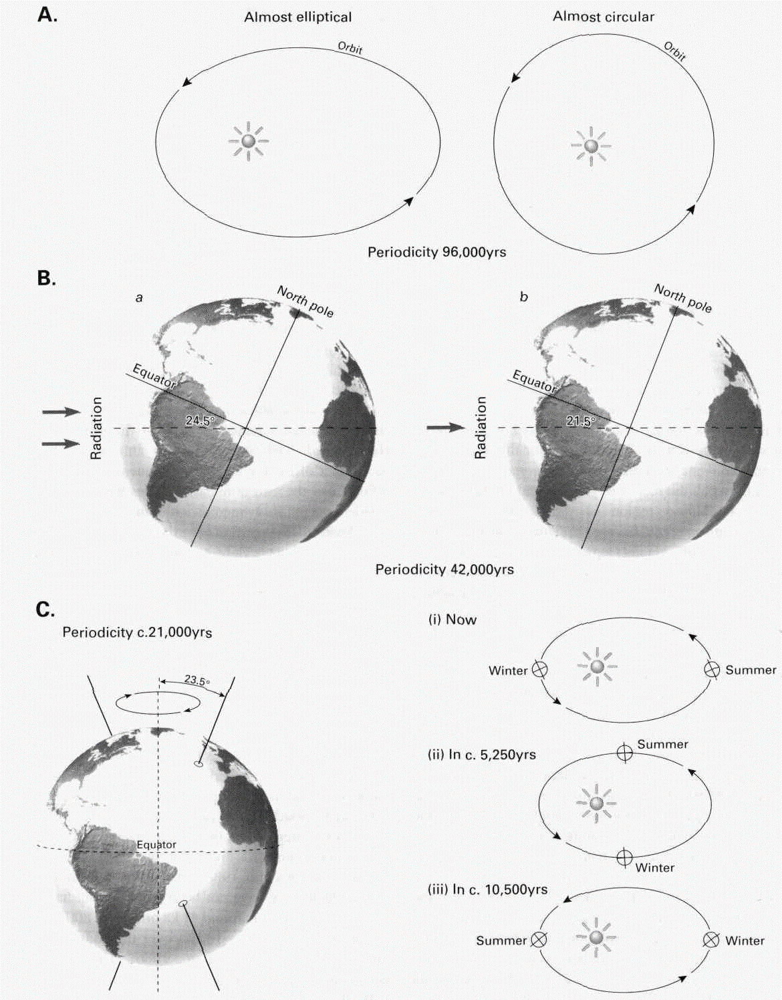 A.
Almost elliptical
Almost circular
Orbit
Orbit
Periodicity 96,000yrs
B.
a
North pole
b
North pole
Equator
Equator
Radiation
24.5°
Radiation
21.5°
Periodicity 42,000yrs
C.
Periodicity c.21,000yrs
23.5°
Equator
(i) Now
Winter
Summer
(ii) In c. 5,250yrs
Summer
Winter
(iii) In c. 10,500yrs
Summer
Winter